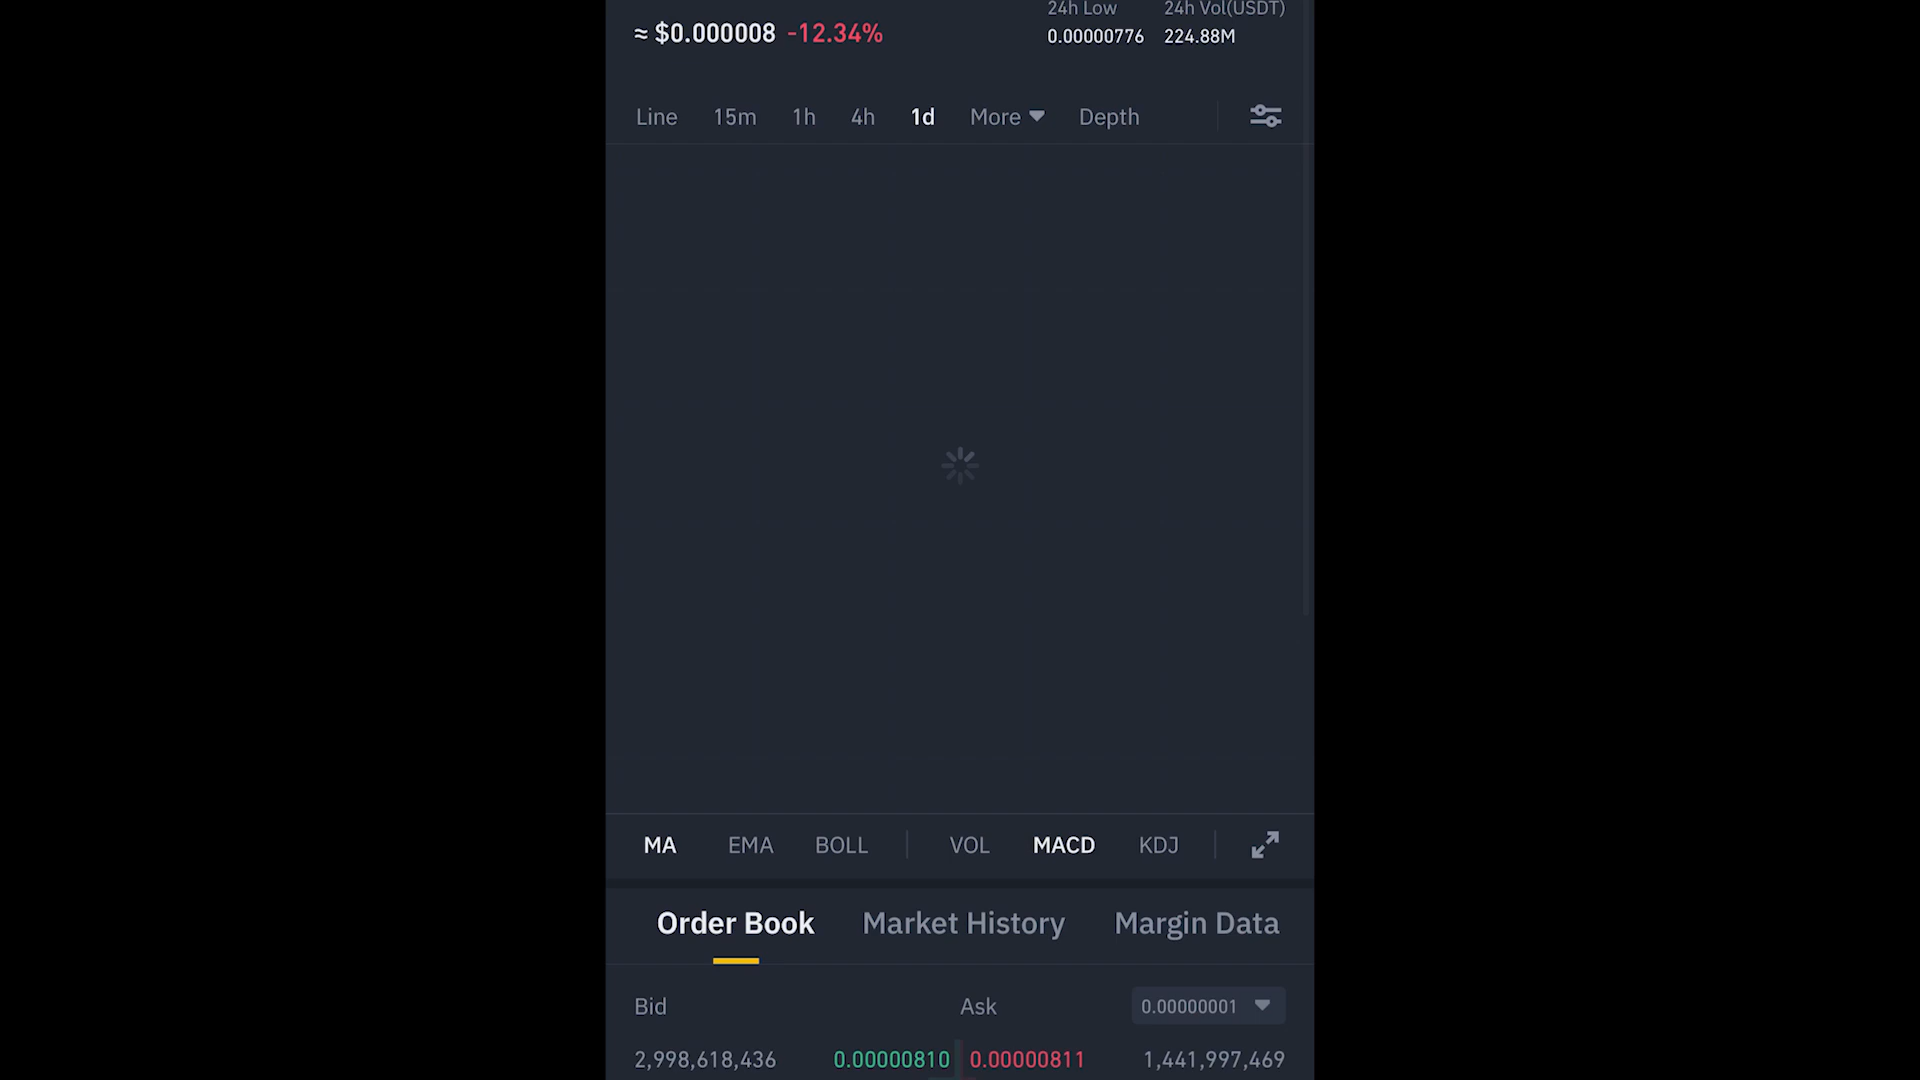 24h Low 24h Vol(USDT)
≈ $0.000008 -12.34% 0.00000776 224.88M
Line 15m 1h 4h 1d More Depth
MA EMA BOLL VOL MACD KDJ
Order Book Market History Margin Data
Bid Ask 0.00000001
2,998,618,436 0.00000810 0.00000811 1,441,997,469